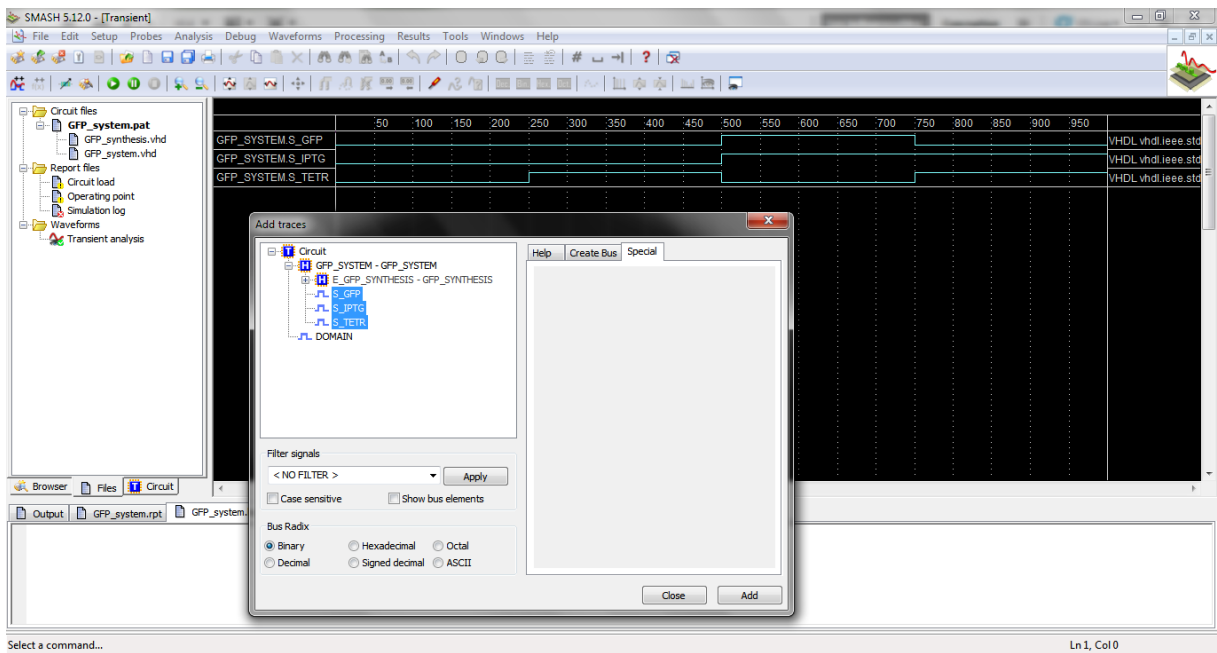 SMASH 5.12.0 - [Transient]
File Edit Setup Probes Analysis Debug Waveforms Processing Results Tools Windows Help
Circuit files
GFP_system.pat
GFP_synthesis.vhd
GFP_system.vhd
Report files
Circuit load
Operating point
Simulation log
Waveforms
Transient analysis
Browser Files Circuit
:50 :100 :150 :200 :250 :300 :350 :400 :450 :500 :550 :600 :650 :700 :750 :800 :850 :900 :950
GFP_SYSTEM.S_GFP VHDL vhdl.ieee.std
GFP_SYSTEM.S_IPTG VHDL vhdl.ieee.std
GFP_SYSTEM.S_TETR VHDL vhdl.ieee.std
Add traces
Circuit
GFP_SYSTEM - GFP_SYSTEM
E_GFP_SYNTHESIS - GFP_SYNTHESIS
S_GFP
S_IPTG
S_TETR
DOMAIN
Filter signals
< NO FILTER > Apply
Case sensitive Show bus elements
Bus Radix
Binary Hexadecimal Octal
Decimal Signed decimal ASCII
Help Create Bus Special
Close Add
Output GFP_system.rpt GFP_system.
Select a command... Ln 1, Col 0